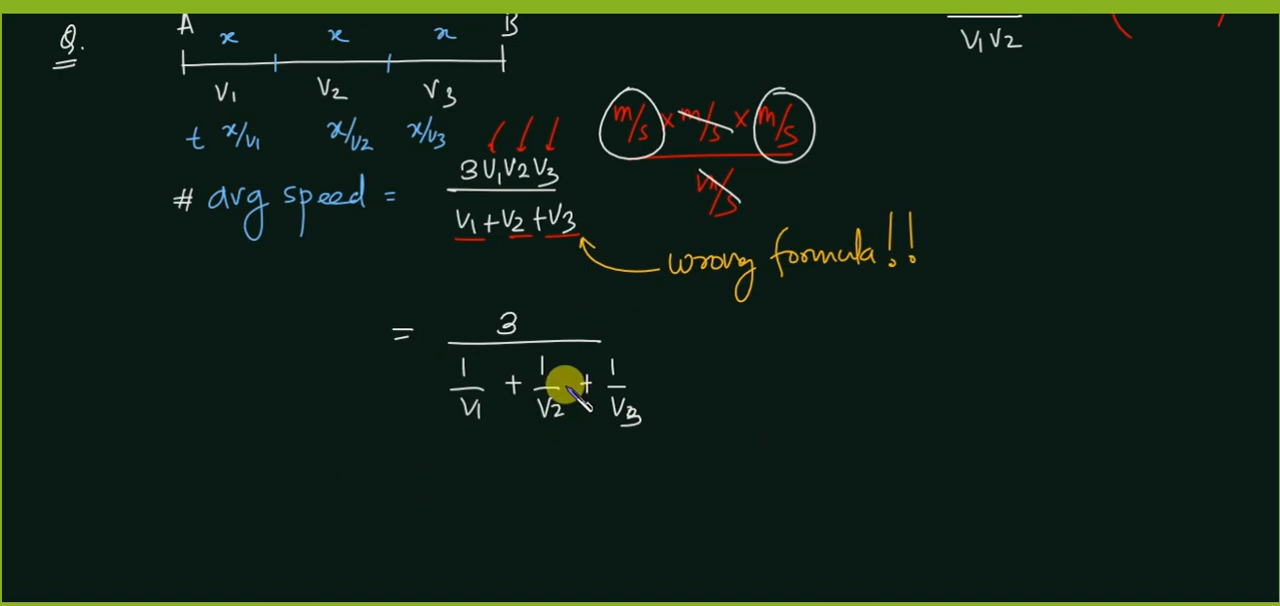 Q.
A x x x B
V1 V2 V3
t x/V1 x/V2 x/V3
# avg speed = 3V1V2V3 / V1+V2+V3
m/s × m/s × m/s / m/s
wrong formula!!
= 3 / 1/V1 + 1/V2 + 1/V3
V1V2